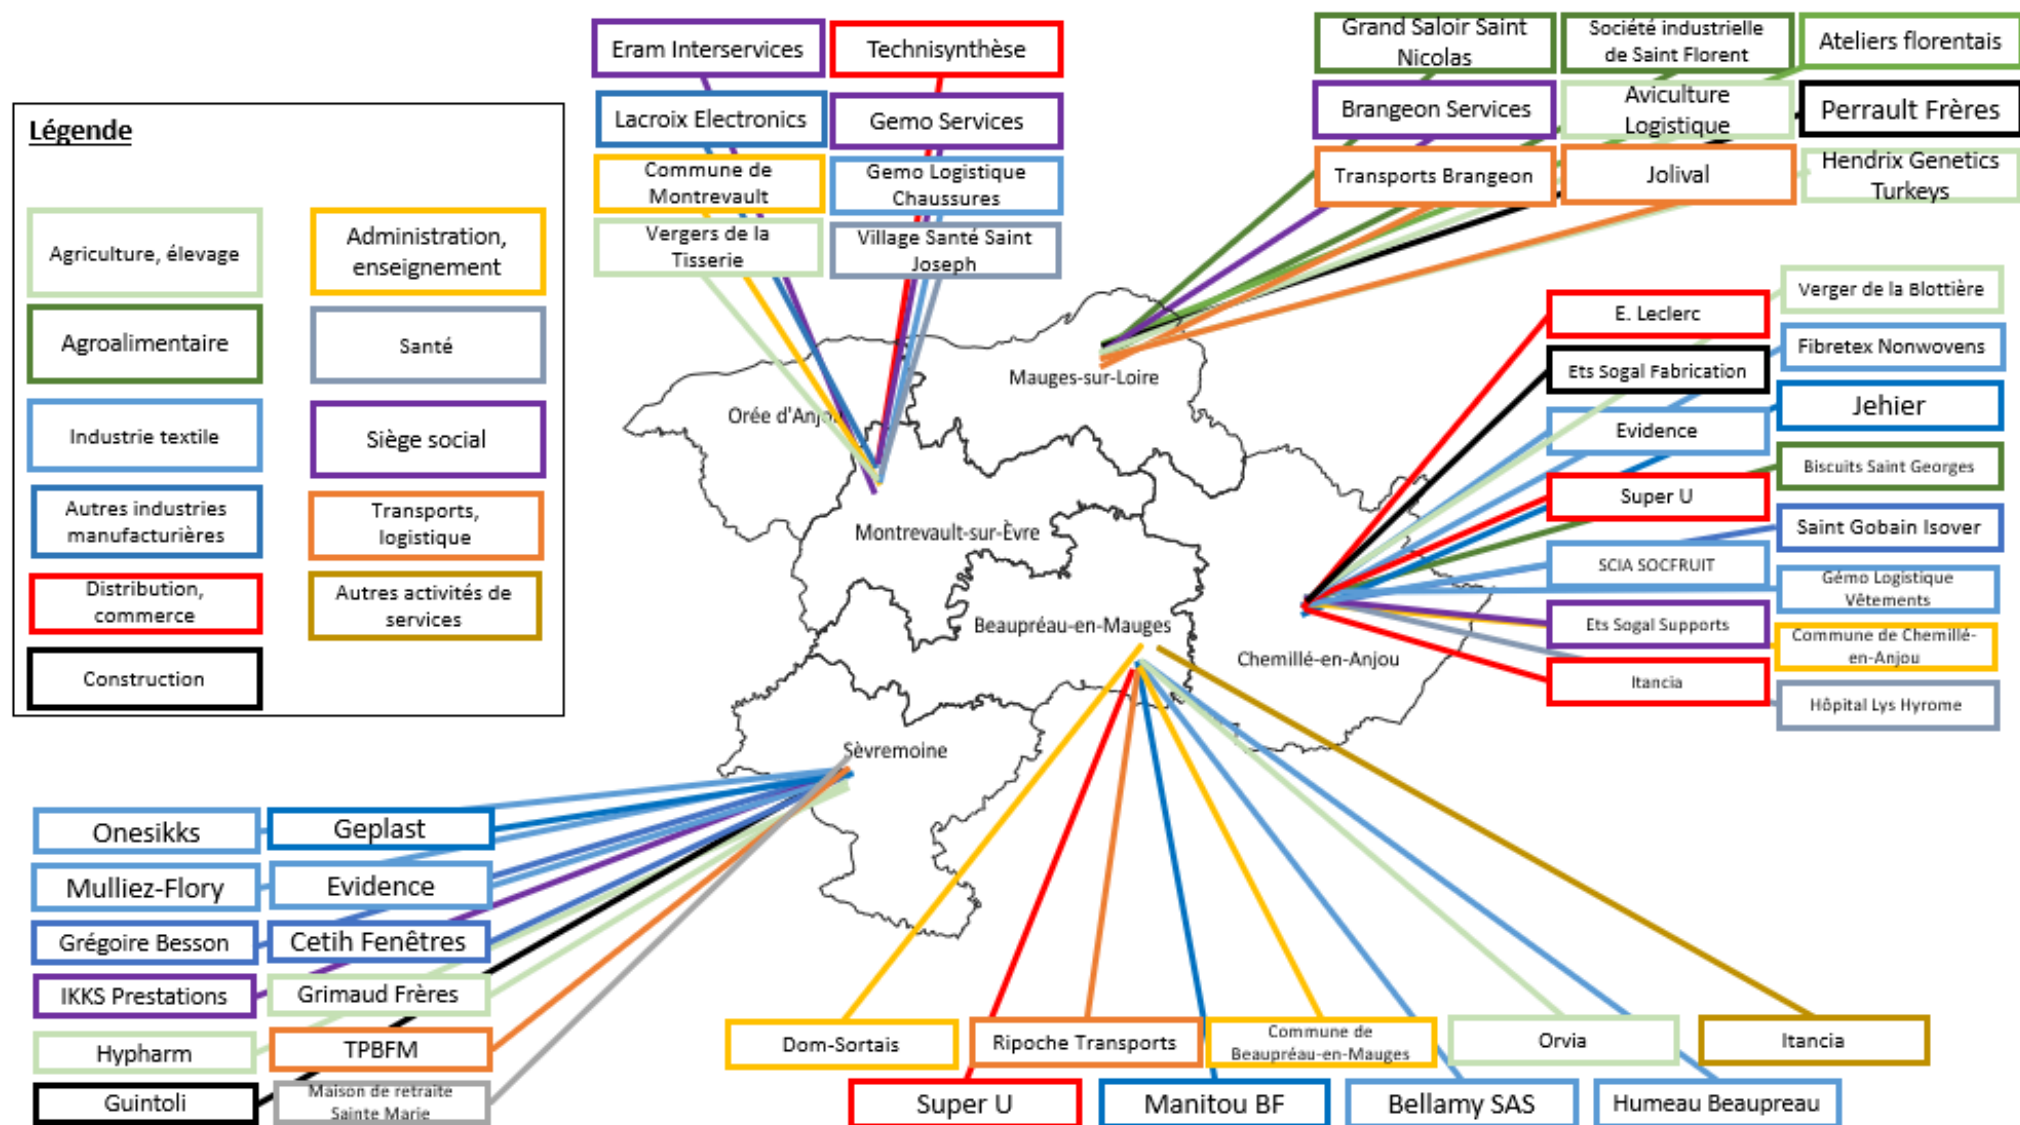 Eram Interservices
Technisynthèse
Lacroix Electronics
Gemo Services
Commune de
Montrevault
Gemo Logistique
Chaussures
Vergers de la
Tisserie
Village Santé Saint
Joseph
Grand Saloir Saint
Nicolas
Société industrielle
de Saint Florent
Ateliers florentais
Brangeon Services
Aviculture
Logistique
Perrault Frères
Transports Brangeon
Jolival
Hendrix Genetics
Turkeys
Légende
Agriculture, élevage
Administration,
enseignement
Agroalimentaire
Santé
Industrie textile
Siège social
Autres industries
manufacturières
Transports,
logistique
Distribution,
commerce
Autres activités de
services
Construction
Mauges-sur-Loire
Orée d'Anjou
Montrevault-sur-Èvre
Beaupréau-en-Mauges
Chemillé-en-Anjou
Sèvremoine
E. Leclerc
Verger de la Blottière
Ets Sogal Fabrication
Fibretex Nonwovens
Evidence
Jehier
Super U
Biscuits Saint Georges
Saint Gobain Isover
SCIA SOCFRUIT
Gémo Logistique
Vêtements
Ets Sogal Supports
Commune de Chemillé-
en-Anjou
Itancia
Hôpital Lys Hyrome
Onesikks
Geplast
Mulliez-Flory
Evidence
Grégoire Besson
Cetih Fenêtres
IKKS Prestations
Grimaud Frères
Hypharm
TPBFM
Guintoli
Maison de retraite
Sainte Marie
Dom-Sortais
Ripoche Transports
Commune de
Beaupréau-en-Mauges
Orvia
Itancia
Super U
Manitou BF
Bellamy SAS
Humeau Beaupreau